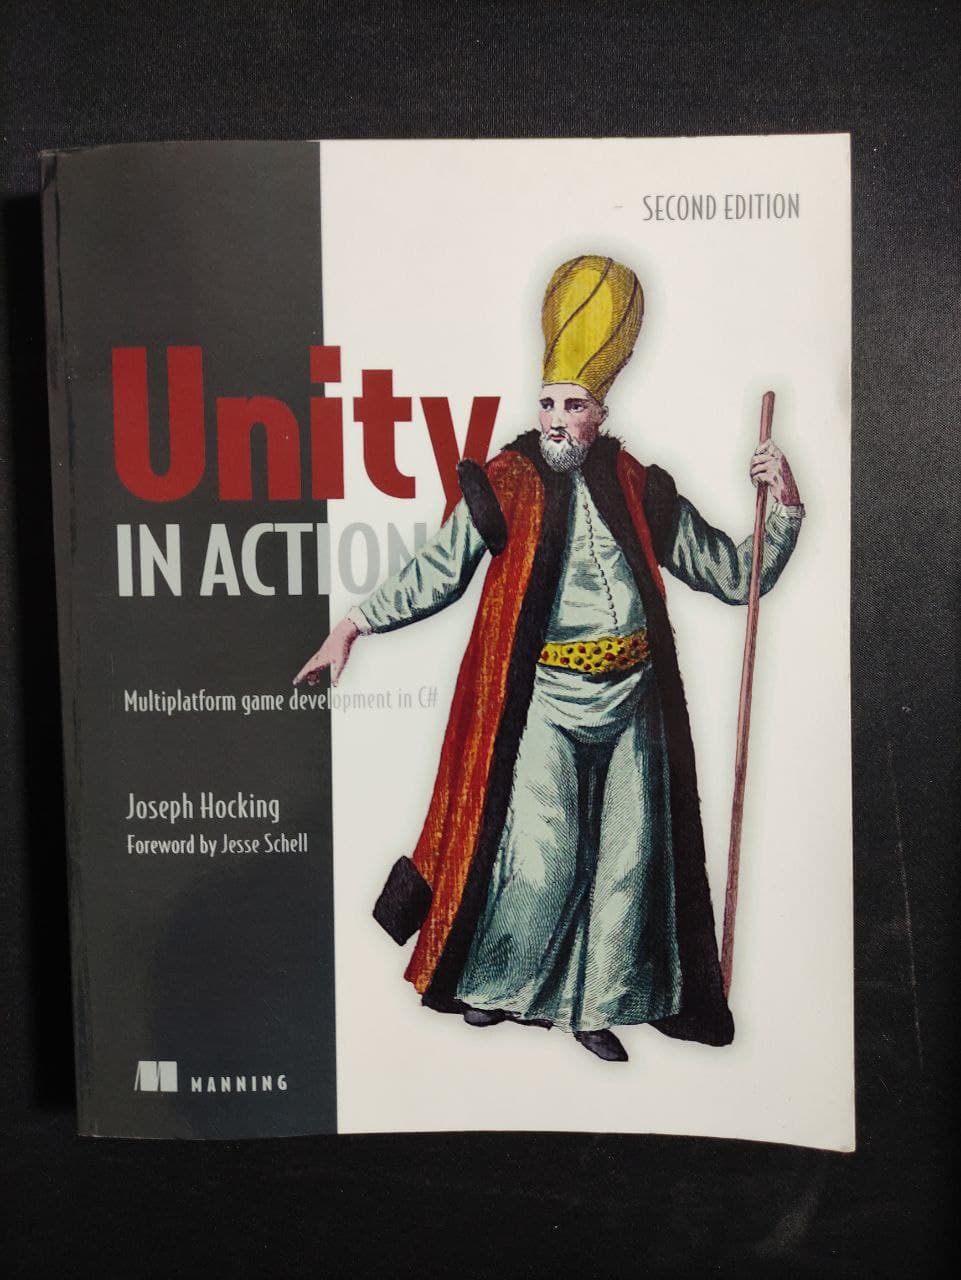 SECOND EDITION
Unity
IN ACTION
Multiplatform game development in C#
Joseph Hocking
Foreword by Jesse Schell
MANNING